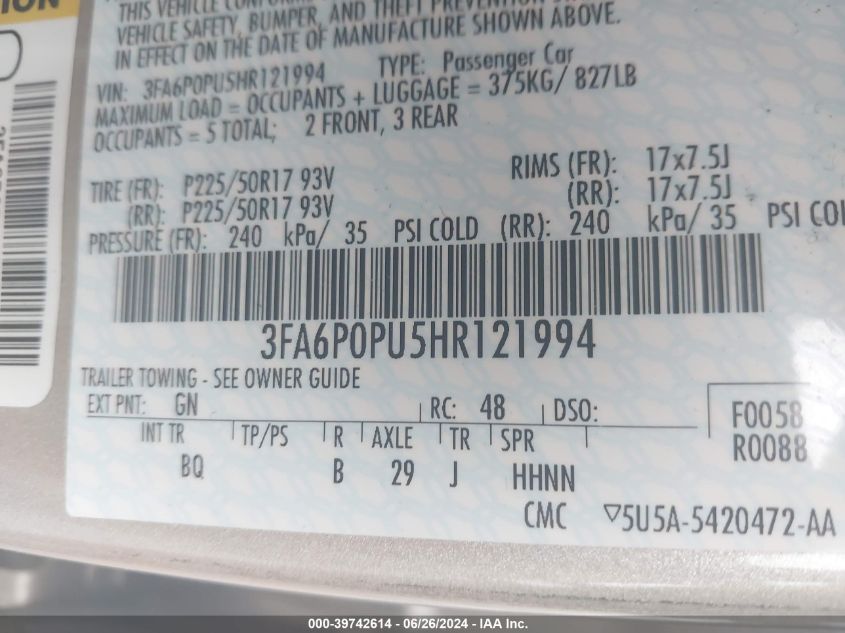 ION
THIS VEHICLE
VEHICLE SAFETY, BUMPER, AND THEFT PREVENTION
IN EFFECT ON THE DATE OF MANUFACTURE SHOWN ABOVE.
VIN: 3FA6P0PU5HR121994 TYPE: Passenger Car
MAXIMUM LOAD = OCCUPANTS + LUGGAGE = 375KG/ 827LB
OCCUPANTS = 5 TOTAL; 2 FRONT, 3 REAR
TIRE (FR): P225/50R17 93V RIMS (FR): 17x7.5J
(RR): P225/50R17 93V (RR): 17x7.5J
PRESSURE (FR): 240 kPa/ 35 PSI COLD (RR): 240 kPa/ 35 PSI COL
3FA6P0PU5HR121994
TRAILER TOWING - SEE OWNER GUIDE
EXT PNT: GN RC: 48 DSO: F0058
INT TR TP/PS R AXLE TR SPR R0088
BQ B 29 J HHNN
CMC ▽5U5A-5420472-AA
000-39742614 / 06/26/2024 - IAA Inc.